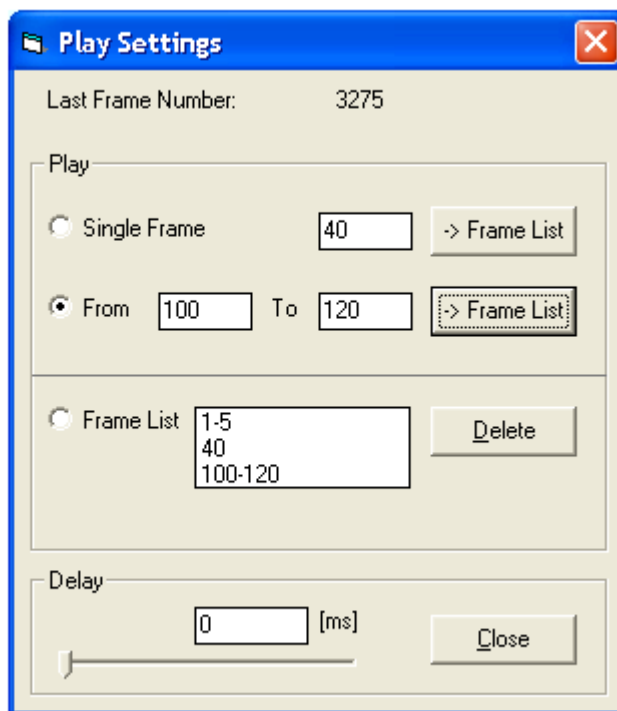 Play Settings
Last Frame Number: 3275
Play
Single Frame 40 -> Frame List
From 100 To 120 -> Frame List
Frame List 1-5 Delete
40
100-120
Delay
0 [ms]
Close